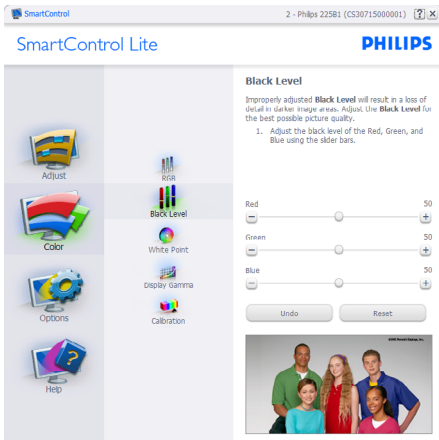 SmartControl
2 - Philips 225B1 (CS30715000001)
SmartControl Lite
PHILIPS
Adjust
Color
Options
Help
RGB
Black Level
White Point
Display Gamma
Calibration
Black Level
Improperly adjusted Black Level will result in a loss of
detail in darker image areas. Adjust the Black Level for
the best possible picture quality.
1. Adjust the black level of the Red, Green, and
Blue using the slider bars.
Red 50
Green 50
Blue 50
Undo
Reset